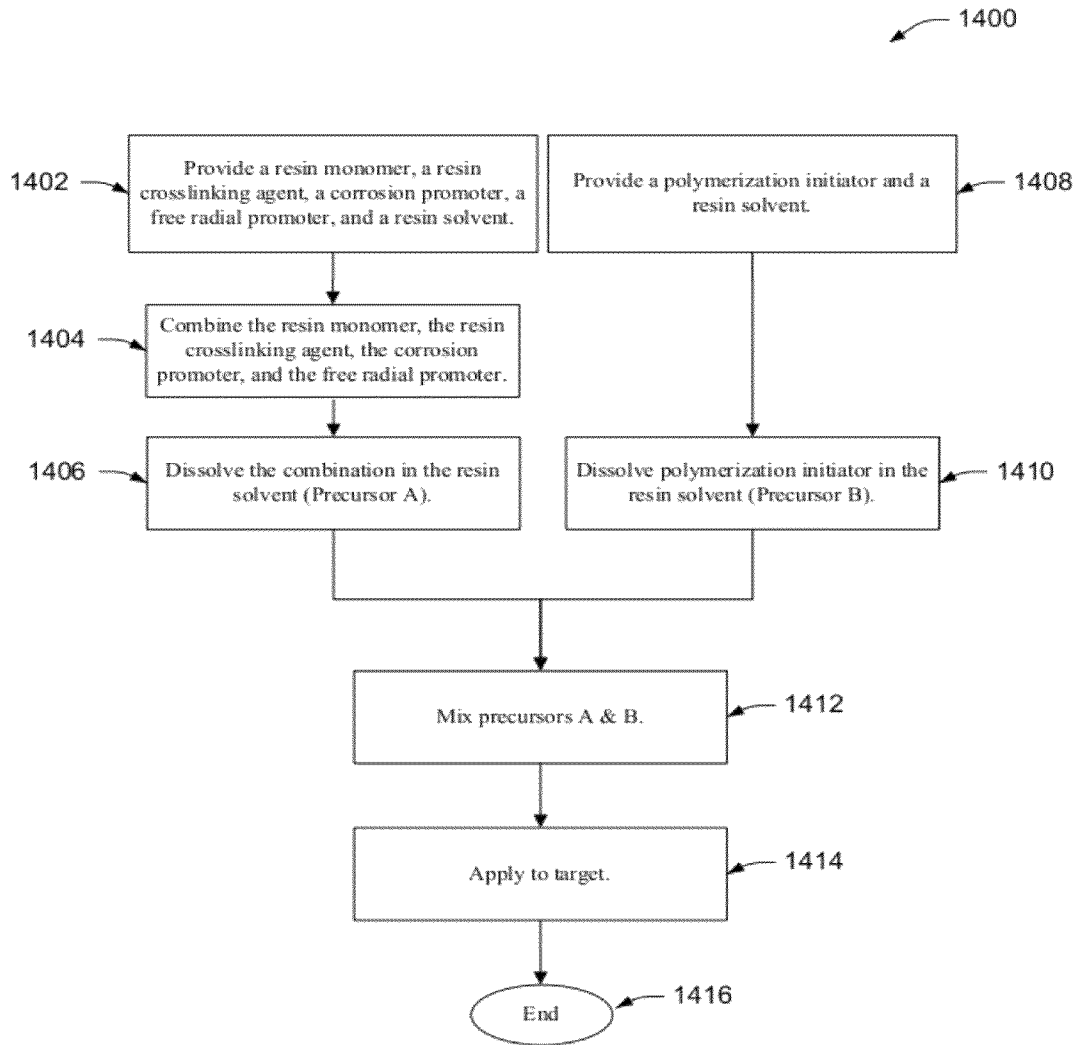 1400
1402
Provide a resin monomer, a resin
crosslinking agent, a corrosion promoter, a
free radial promoter, and a resin solvent.
Provide a polymerization initiator and a
resin solvent.
1408
1404
Combine the resin monomer, the resin
crosslinking agent, the corrosion
promoter, and the free radial promoter.
1406
Dissolve the combination in the resin
solvent (Precursor A).
Dissolve polymerization initiator in the
resin solvent (Precursor B).
1410
Mix precursors A & B.
1412
Apply to target.
1414
End
1416